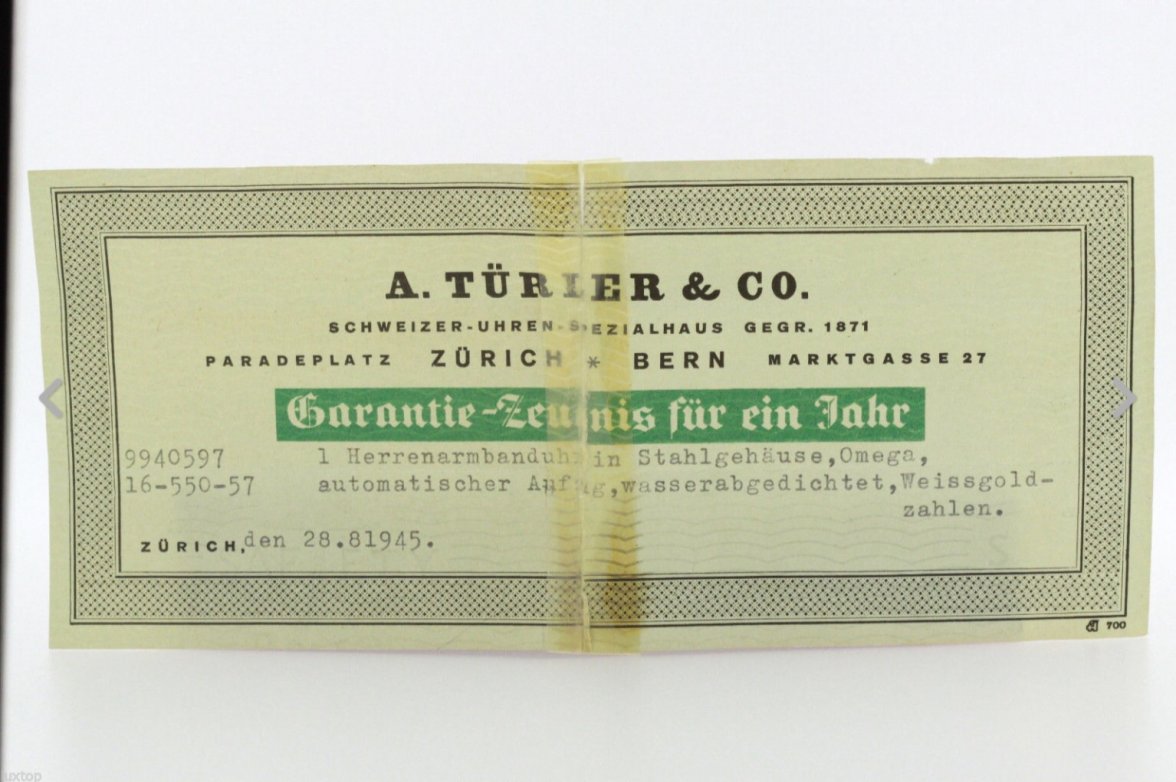 A. TÜRLER & CO.
SCHWEIZER-UHREN-SPEZIALHAUS GEGR. 1871
PARADEPLATZ ZÜRICH * BERN MARKTGASSE 27
Garantie-Zeugnis für ein Jahr
9940597 1 Herrenarmbanduhr in Stahlgehäuse,Omega,
16-550-57 automatischer Aufzug,wasserabgedichtet,Weissgold-
zahlen.
ZÜRICH, den 28.81945.
700
uxtop